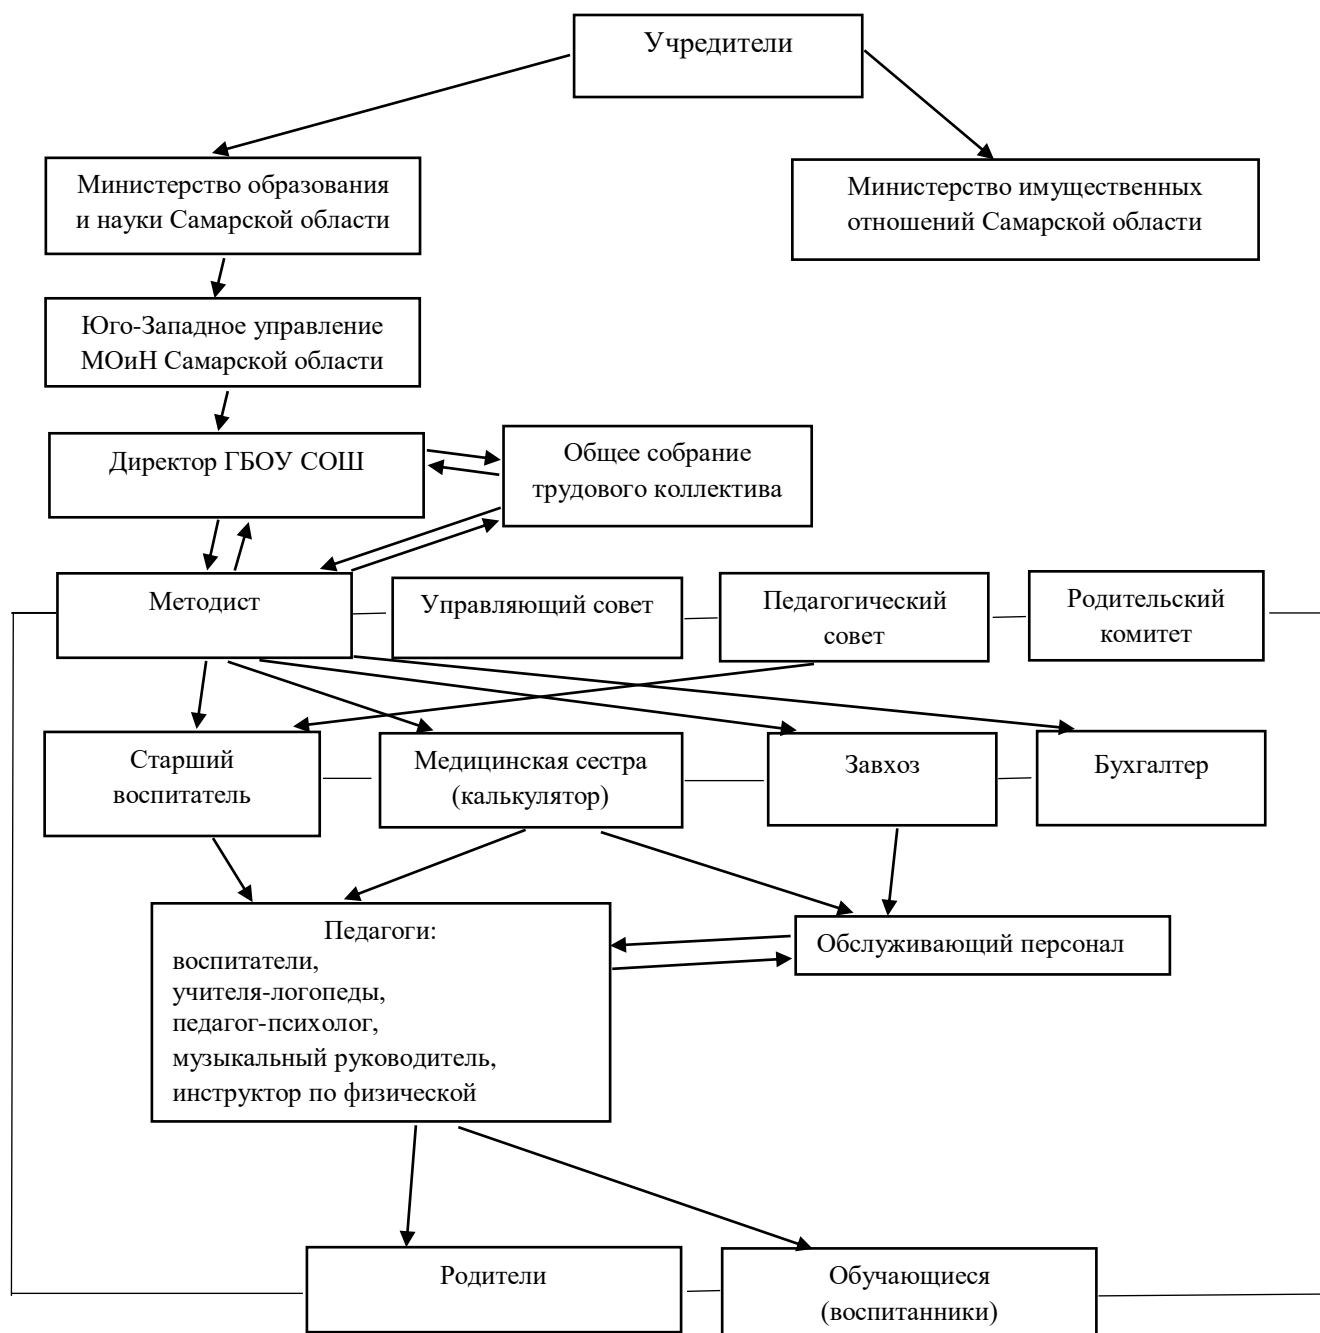 Учредители
Министерство образования
и науки Самарской области
Министерство имущественных
отношений Самарской области
Юго-Западное управление
МОиН Самарской области
Директор ГБОУ СОШ
Общее собрание
трудового коллектива
Методист
Управляющий совет
Педагогический
совет
Родительский
комитет
Старший
воспитатель
Медицинская сестра
(калькулятор)
Завхоз
Бухгалтер
Педагоги:
воспитатели,
учителя-логопеды,
педагог-психолог,
музыкальный руководитель,
инструктор по физической
Обслуживающий персонал
Родители
Обучающиеся
(воспитанники)